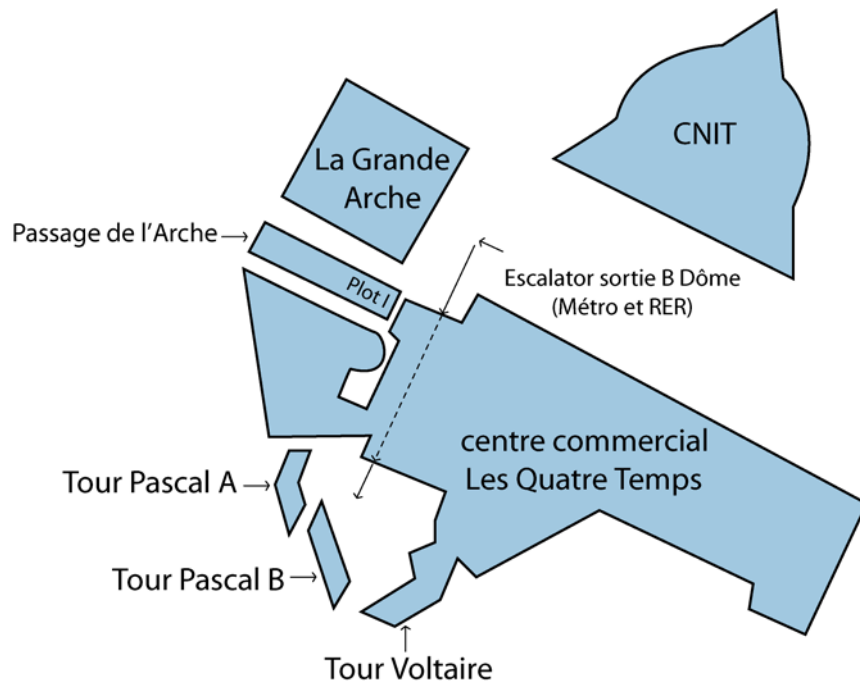 CNIT
La Grande
Arche
Passage de l'Arche
Plot I
Escalator sortie B Dôme
(Métro et RER)
centre commercial
Les Quatre Temps
Tour Pascal A
Tour Pascal B
Tour Voltaire